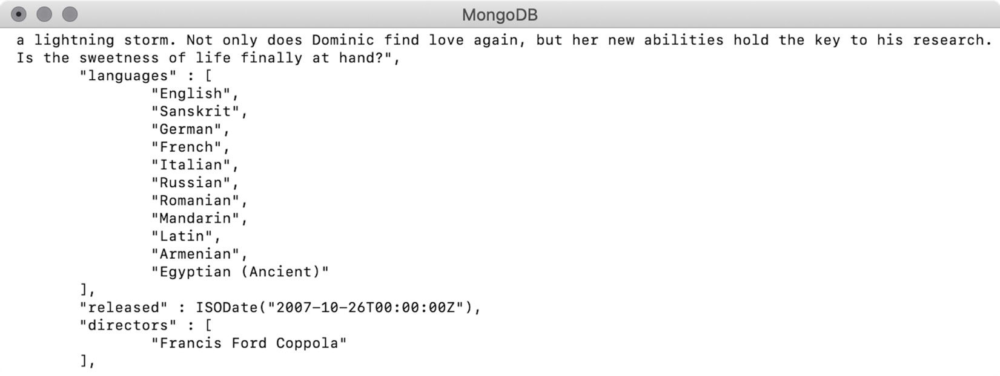 MongoDB
a lightning storm. Not only does Dominic find love again, but her new abilities hold the key to his research.
Is the sweetness of life finally at hand?",
"languages" : [
"English",
"Sanskrit",
"German",
"French",
"Italian",
"Russian",
"Romanian",
"Mandarin",
"Latin",
"Armenian",
"Egyptian (Ancient)"
],
"released" : ISODate("2007-10-26T00:00:00Z"),
"directors" : [
"Francis Ford Coppola"
],